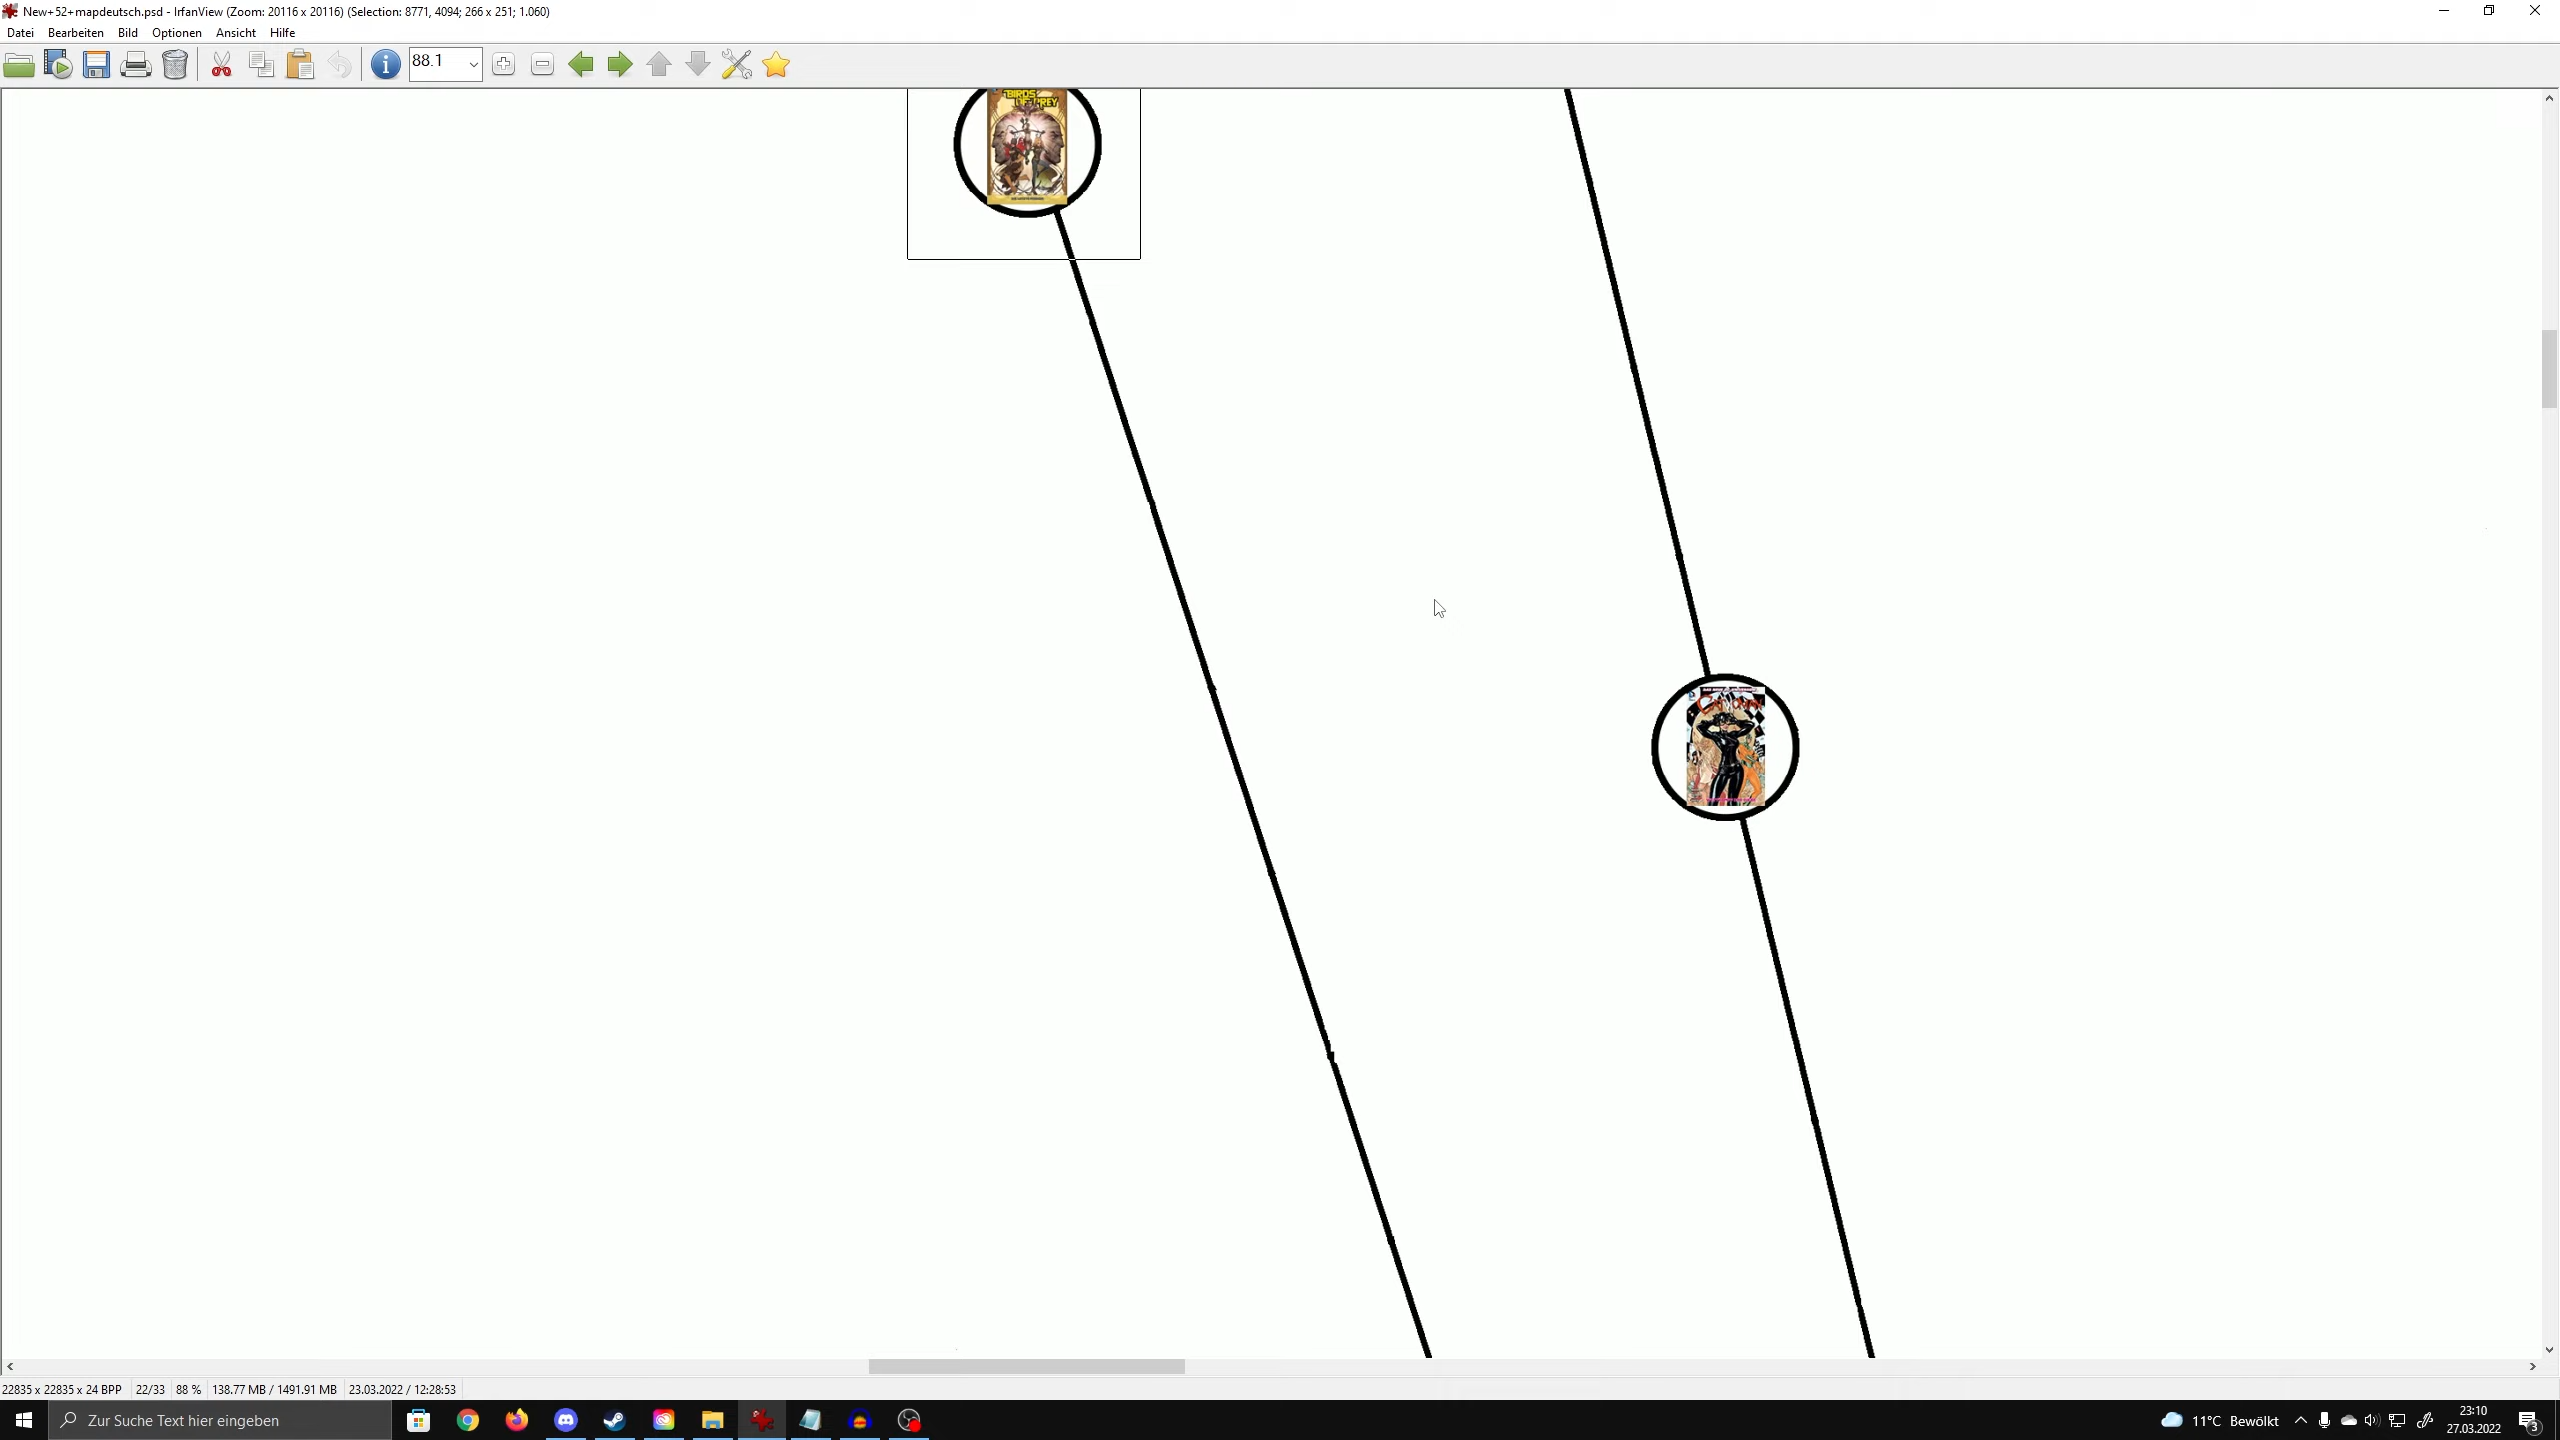 New+52+mapdeutsch.psd - IrfanView (Zoom: 20116 x 20116) (Selection: 8771, 4094; 266 x 251; 1.060)
Datei Bearbeiten Bild Optionen Ansicht Hilfe
88.1
BIRDS
OF PREY
CATWOMAN
22835 x 22835 x 24 BPP 22/33 88 % 138.77 MB / 1491.91 MB 23.03.2022 / 12:28:53
Zur Suche Text hier eingeben
11°C Bewölkt
23:10
27.03.2022
3